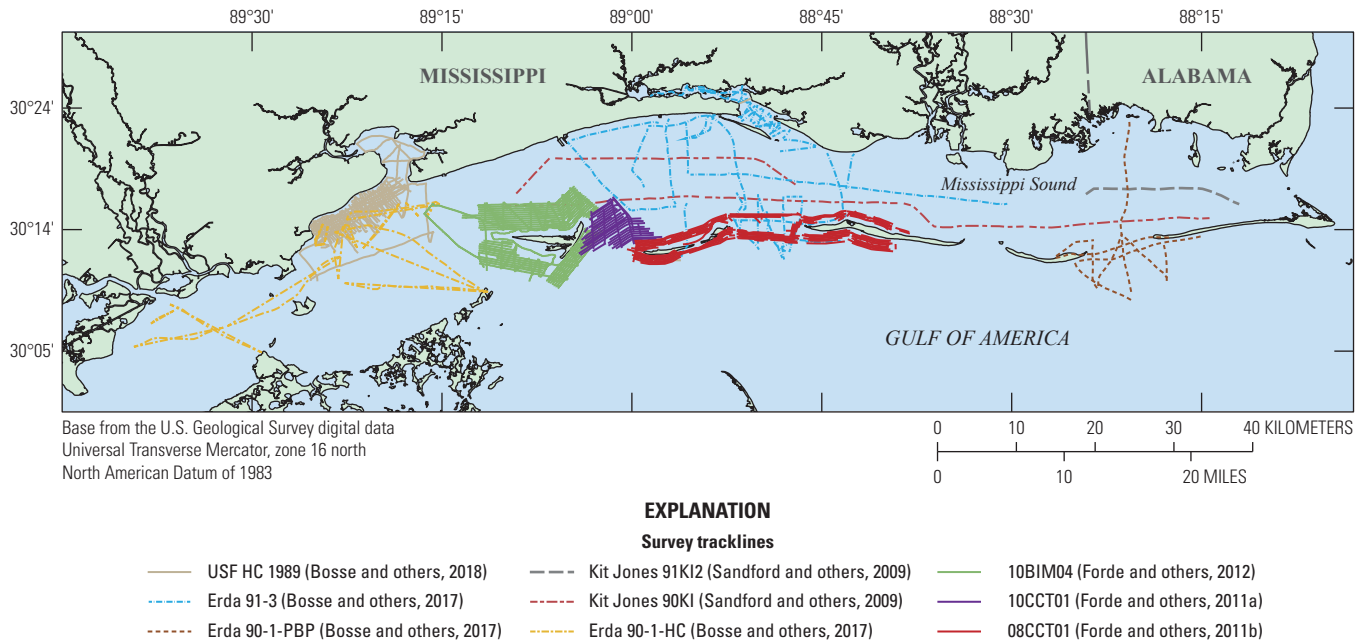 89°30' 89°15' 89°00' 88°45' 88°30' 88°15'
MISSISSIPPI
ALABAMA
30°24'
Mississippi Sound
30°14'
GULF OF AMERICA
30°05'
Base from the U.S. Geological Survey digital data
Universal Transverse Mercator, zone 16 north
North American Datum of 1983
0 10 20 30 40 KILOMETERS
0 10 20 MILES
EXPLANATION
Survey tracklines
USF HC 1989 (Bosse and others, 2018)
Erda 91-3 (Bosse and others, 2017)
Erda 90-1-PBP (Bosse and others, 2017)
Kit Jones 91KI2 (Sandford and others, 2009)
Kit Jones 90KI (Sandford and others, 2009)
Erda 90-1-HC (Bosse and others, 2017)
10BIM04 (Forde and others, 2012)
10CCT01 (Forde and others, 2011a)
08CCT01 (Forde and others, 2011b)